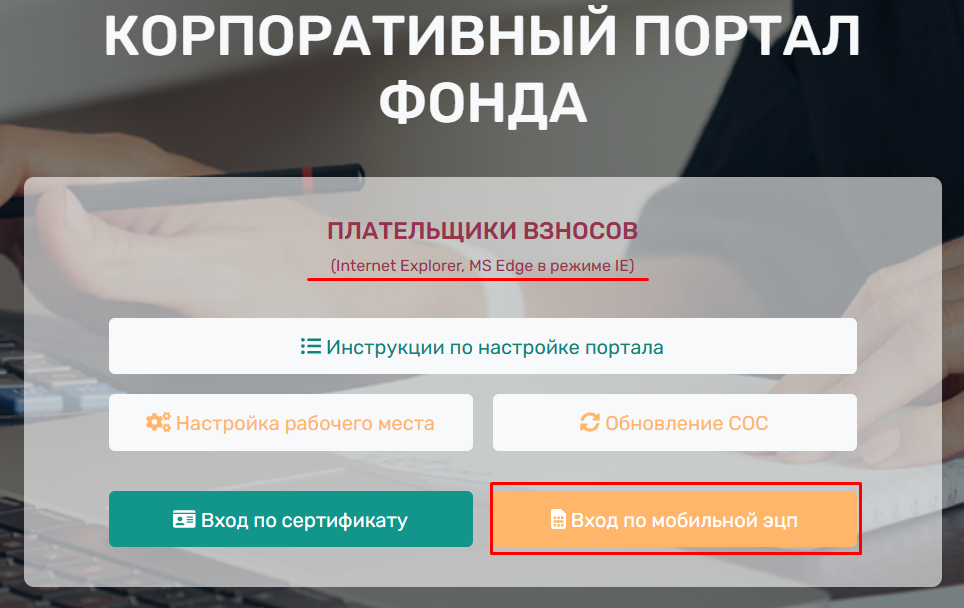 КОРПОРАТИВНЫЙ ПОРТАЛ
ФОНДА
ПЛАТЕЛЬЩИКИ ВЗНОСОВ
(Internet Explorer, MS Edge в режиме IE)
Инструкции по настройке портала
Настройка рабочего места
Обновление СОС
Вход по сертификату
Вход по мобильной эцп